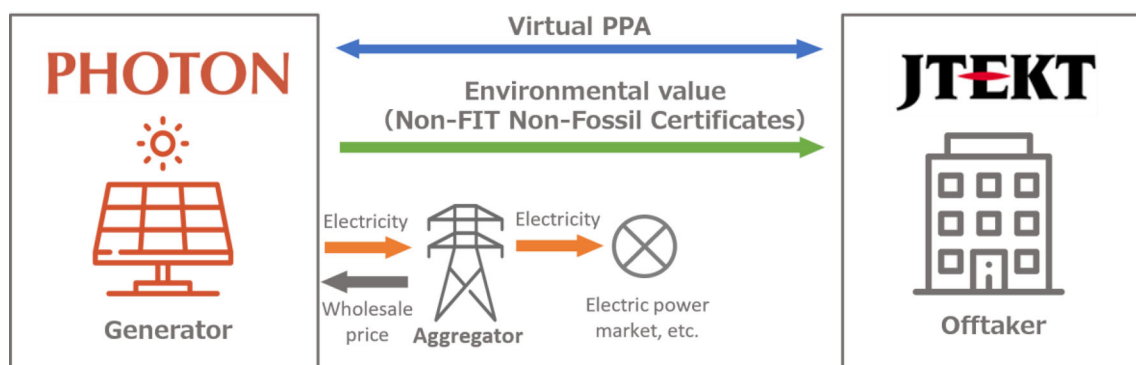 Virtual PPA
PHOTON
JTEKT
Environmental value
(Non-FIT Non-Fossil Certificates)
Electricity
Electricity
Wholesale
price
Aggregator
Electric power
market, etc.
Generator
Offtaker